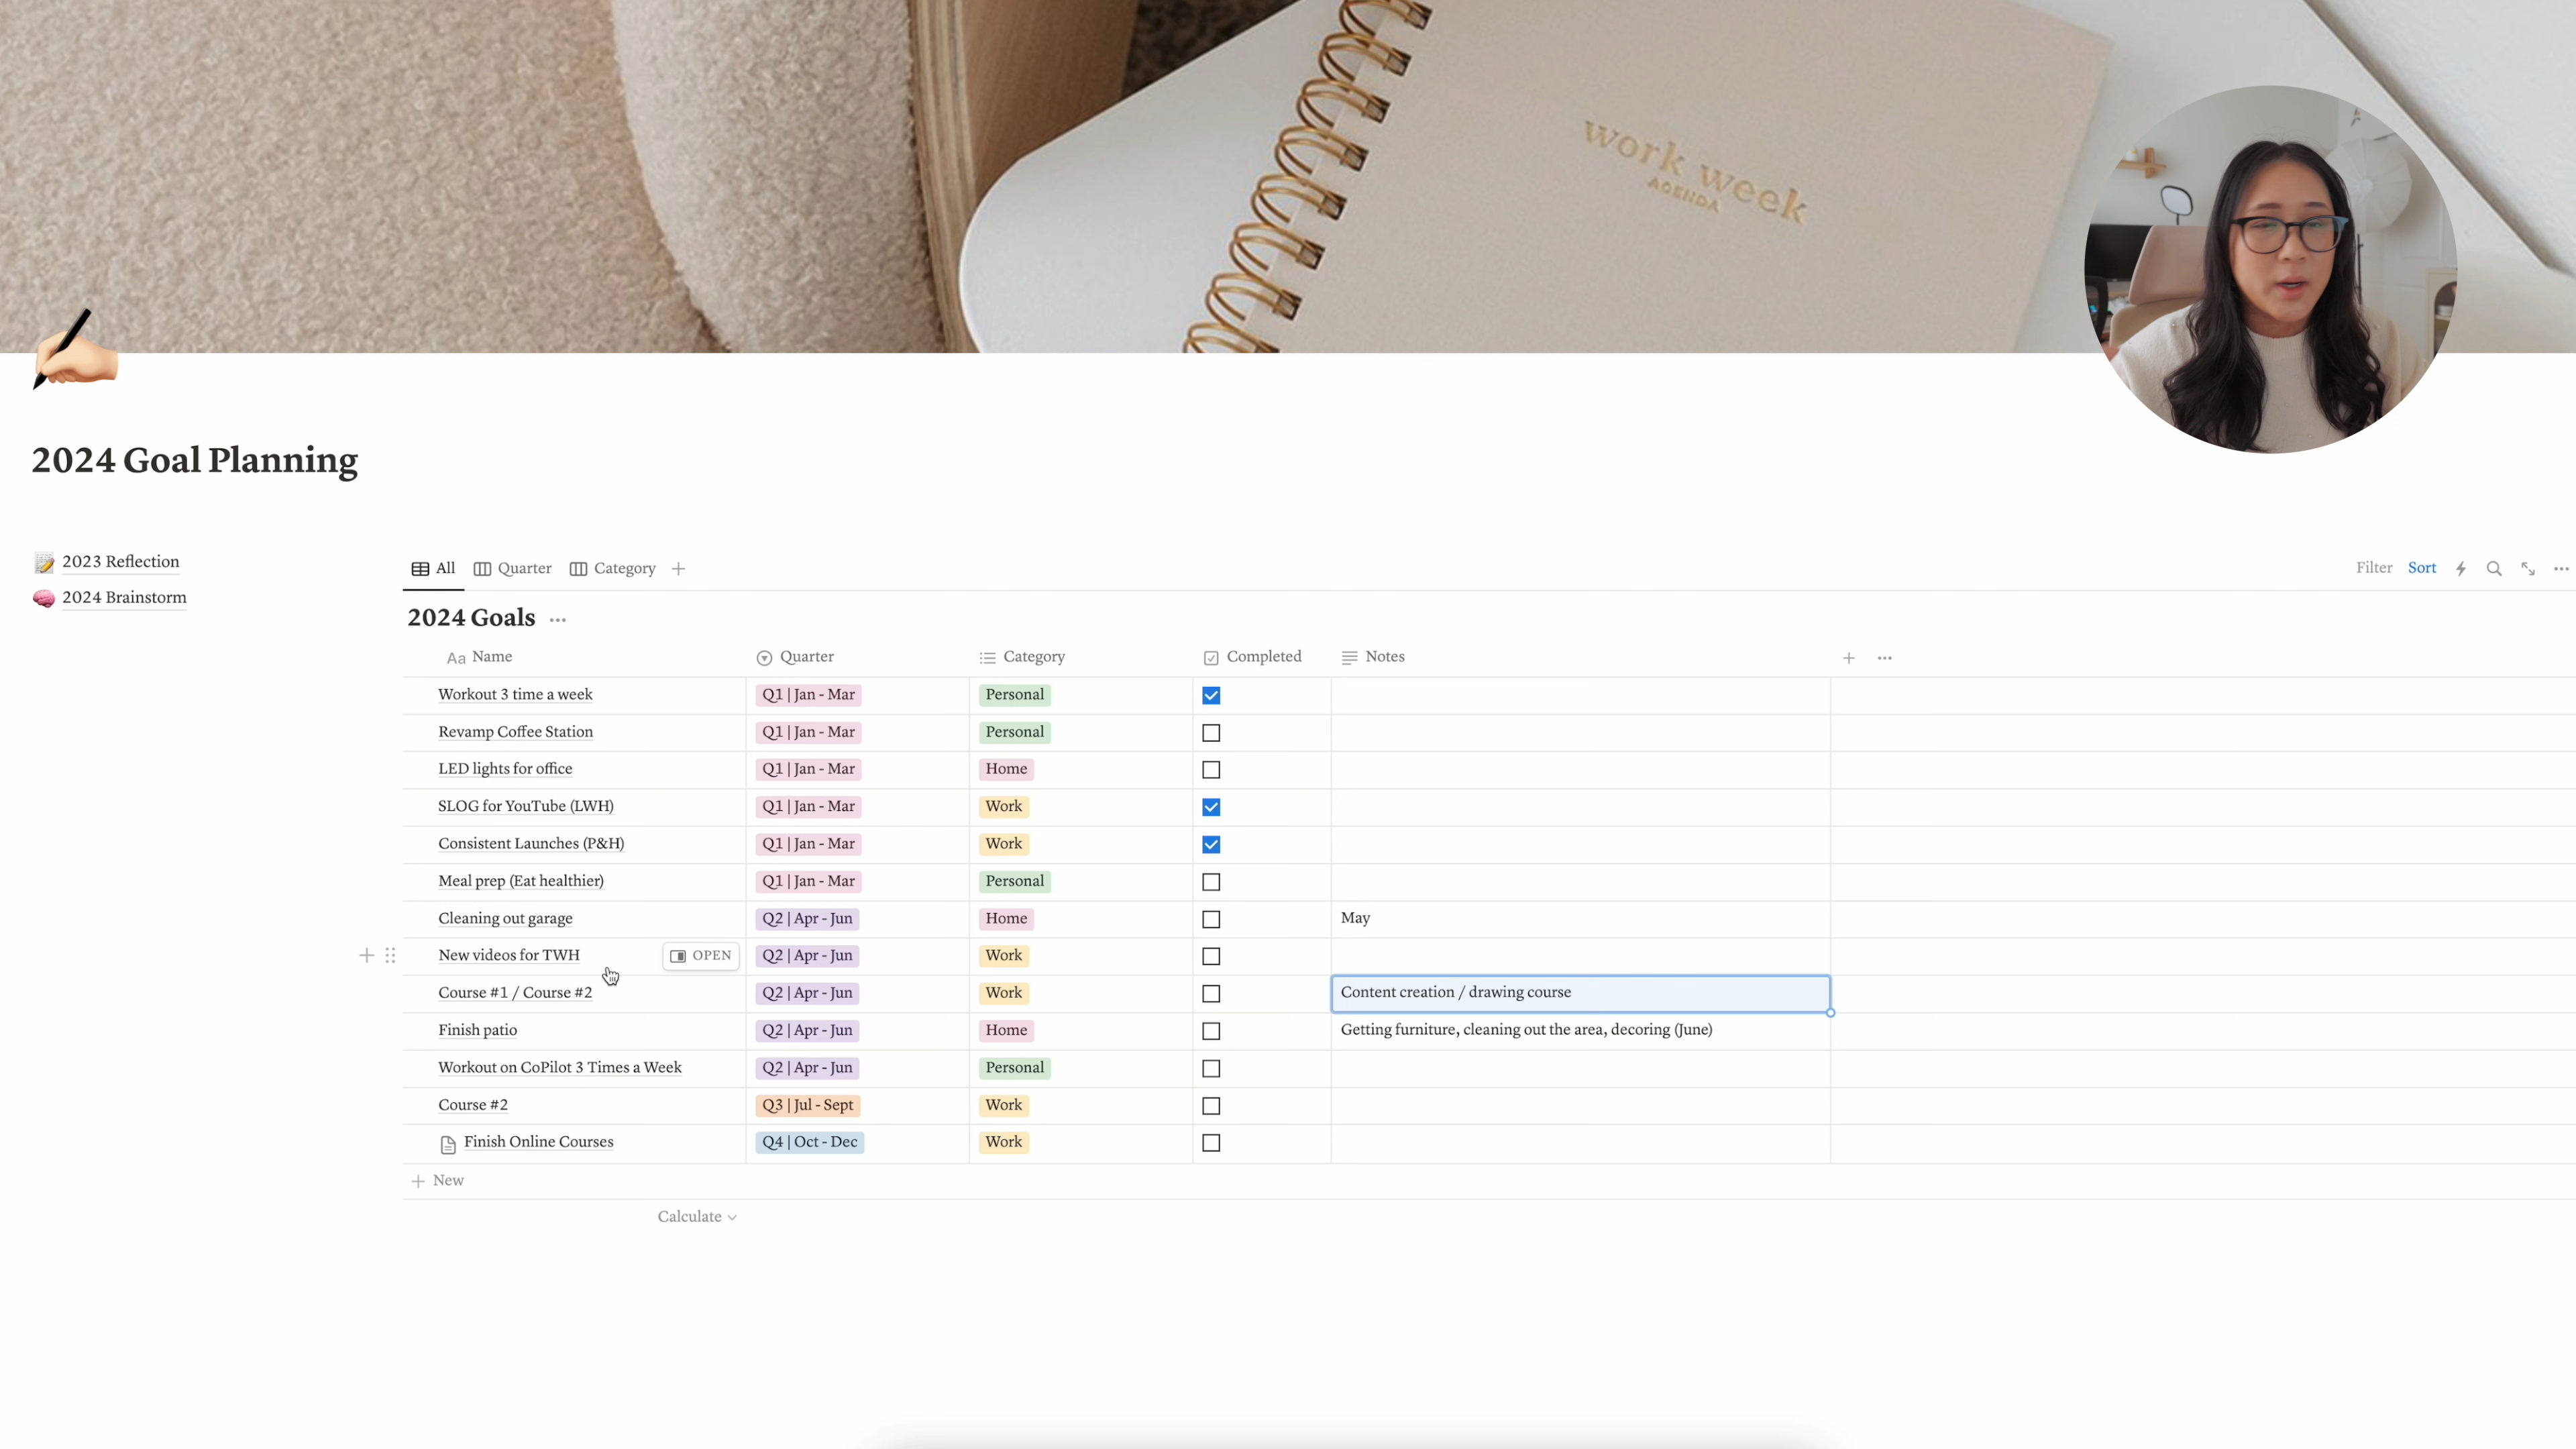 work week
AGENDA
2024 Goal Planning
2023 Reflection
2024 Brainstorm
All Quarter Category
Filter Sort
2024 Goals
Aa Name Quarter Category Completed Notes
Workout 3 time a week Q1 | Jan - Mar Personal
Revamp Coffee Station Q1 | Jan - Mar Personal
LED lights for office Q1 | Jan - Mar Home
SLOG for YouTube (LWH) Q1 | Jan - Mar Work
Consistent Launches (P&H) Q1 | Jan - Mar Work
Meal prep (Eat healthier) Q1 | Jan - Mar Personal
Cleaning out garage Q2 | Apr - Jun Home May
New videos for TWH OPEN Q2 | Apr - Jun Work
Course #1 / Course #2 Q2 | Apr - Jun Work Content creation / drawing course
Finish patio Q2 | Apr - Jun Home Getting furniture, cleaning out the area, decoring (June)
Workout on CoPilot 3 Times a Week Q2 | Apr - Jun Personal
Course #2 Q3 | Jul - Sept Work
Finish Online Courses Q4 | Oct - Dec Work
New
Calculate